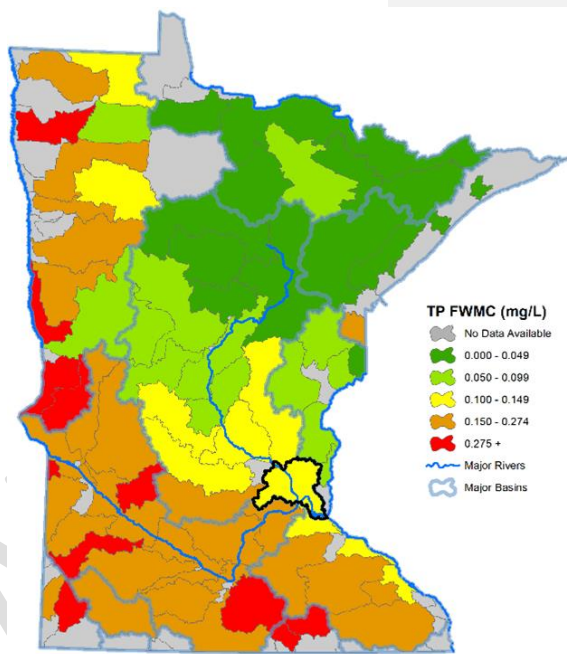 TP FWMC (mg/L)
No Data Available
0.000 - 0.049
0.050 - 0.099
0.100 - 0.149
0.150 - 0.274
0.275 +
Major Rivers
Major Basins